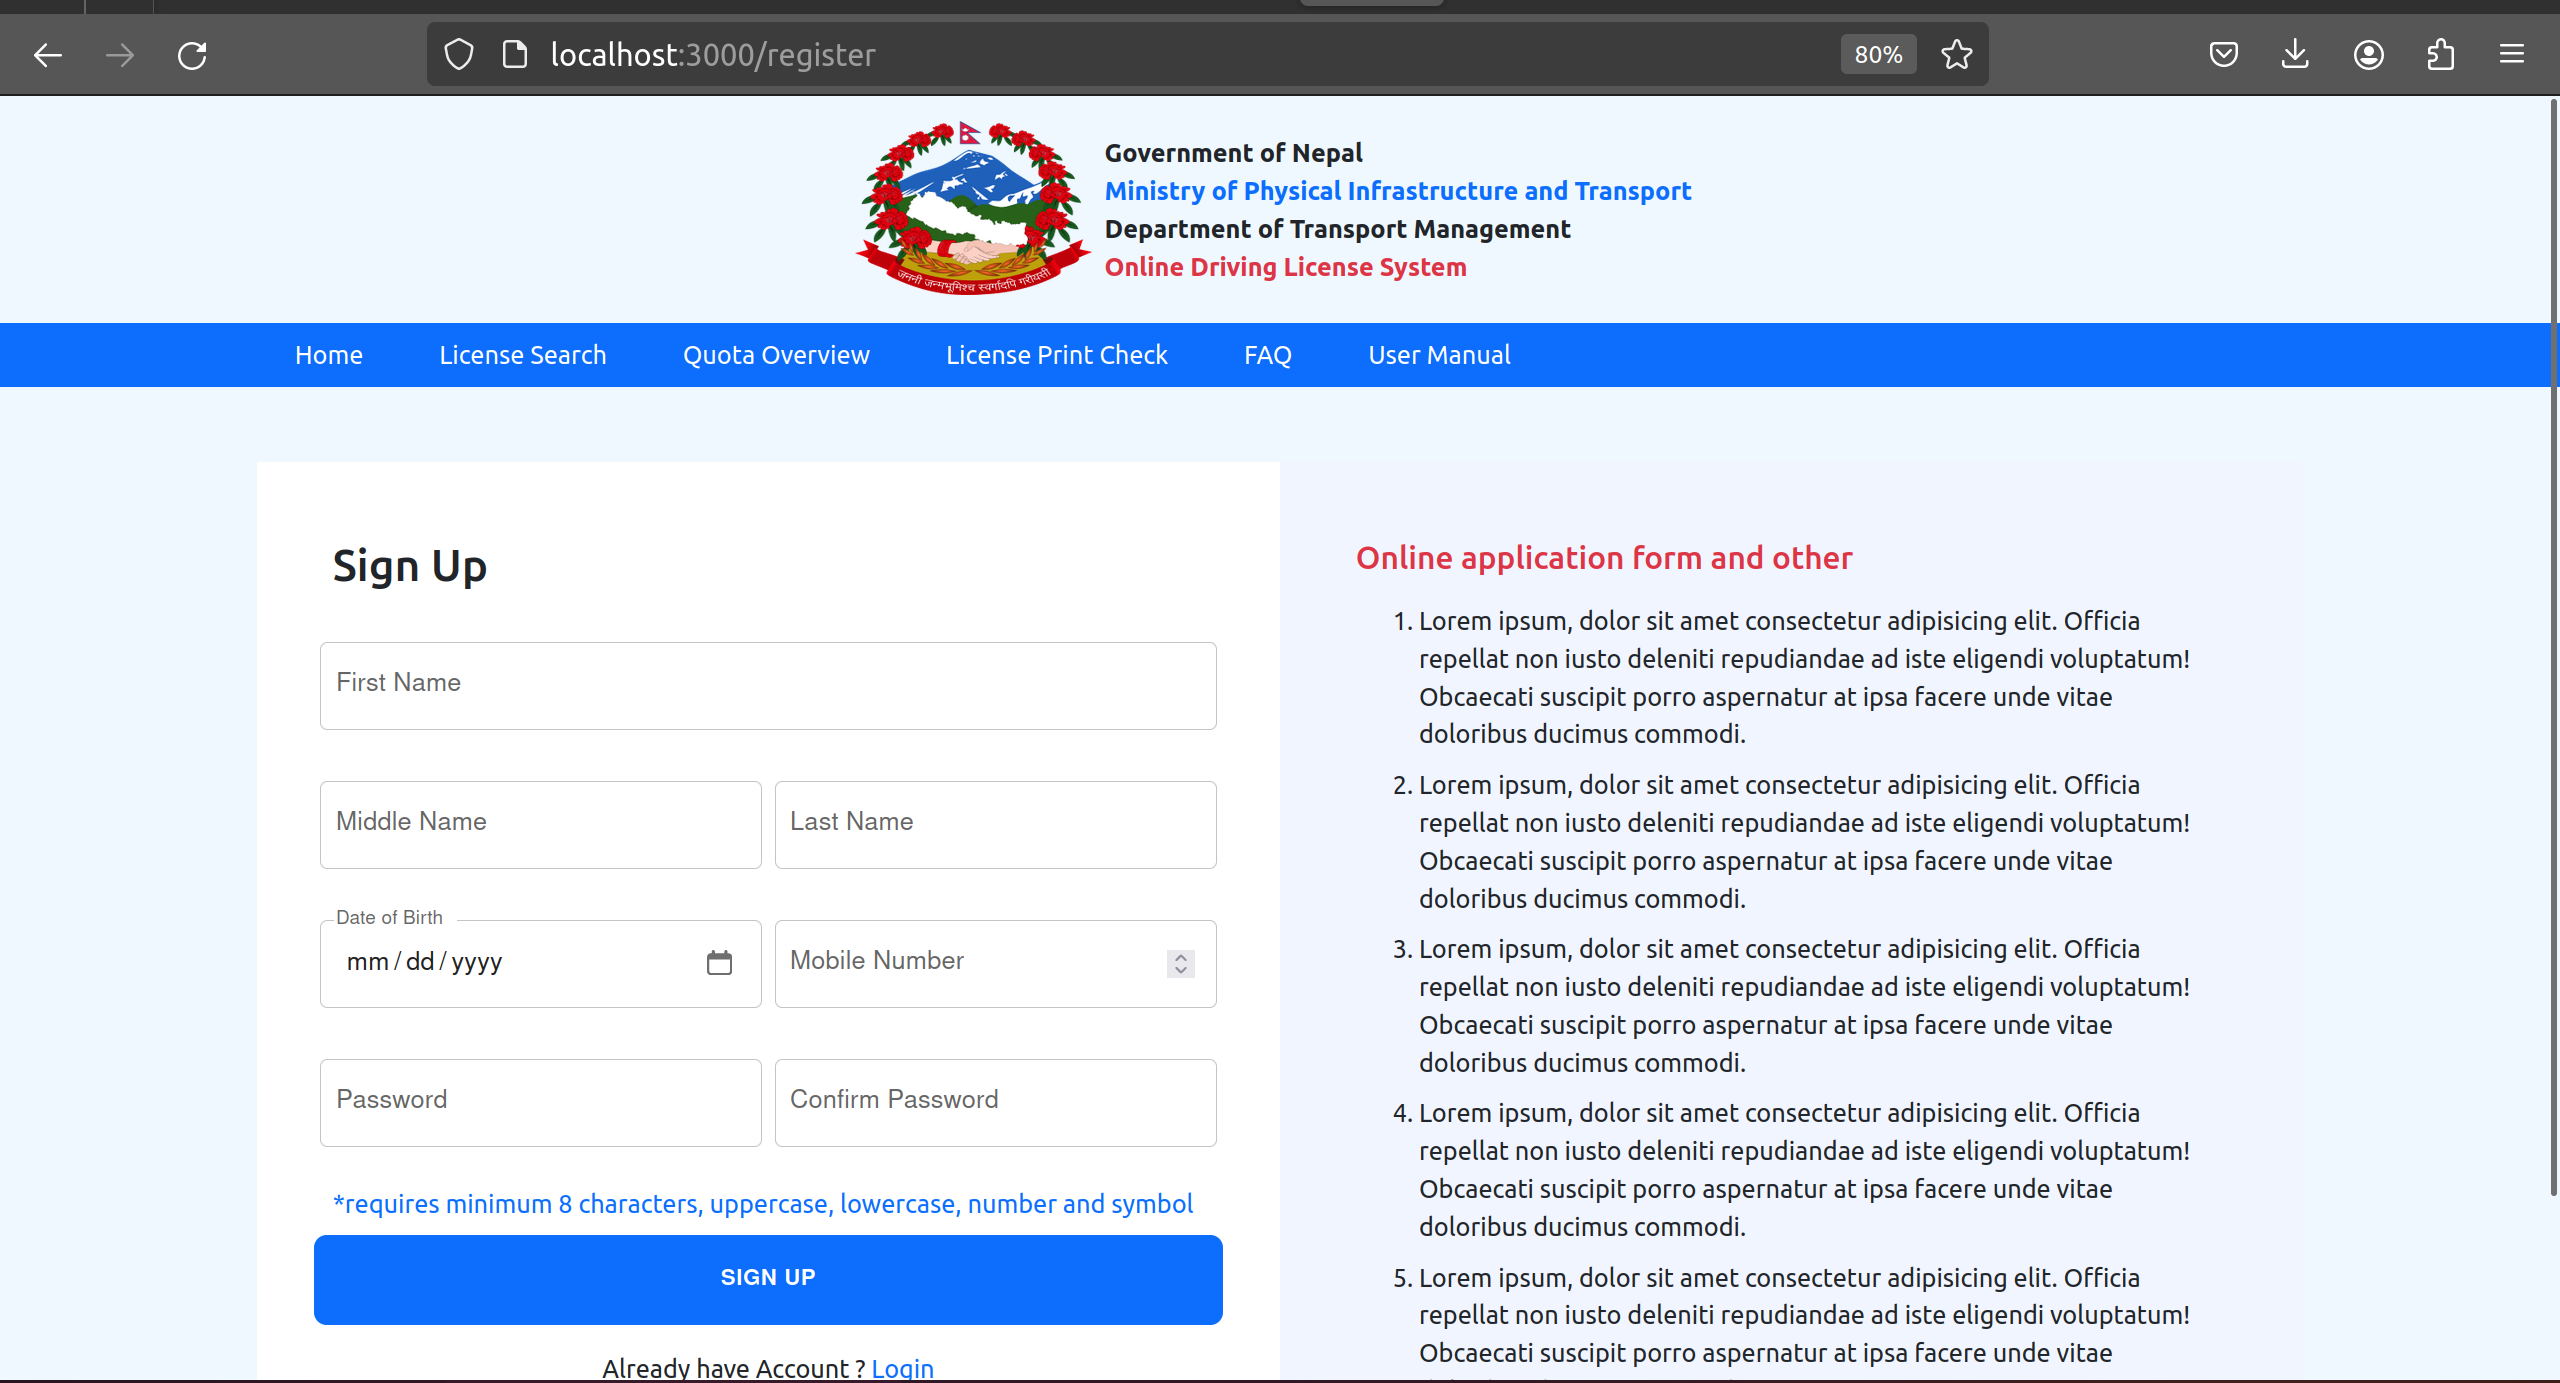 localhost:3000/register
80%
जननी जन्मभूमिश्च स्वर्गादपि गरीयसी
Government of Nepal
Ministry of Physical Infrastructure and Transport
Department of Transport Management
Online Driving License System
Home License Search Quota Overview License Print Check FAQ User Manual
Sign Up
First Name
Middle Name
Last Name
Date of Birth
mm/dd/yyyy
Mobile Number
Password
Confirm Password
*requires minimum 8 characters, uppercase, lowercase, number and symbol
SIGN UP
Already have Account ? Login
Online application form and other
1. Lorem ipsum, dolor sit amet consectetur adipisicing elit. Officia
repellat non iusto deleniti repudiandae ad iste eligendi voluptatum!
Obcaecati suscipit porro aspernatur at ipsa facere unde vitae
doloribus ducimus commodi.
2. Lorem ipsum, dolor sit amet consectetur adipisicing elit. Officia
repellat non iusto deleniti repudiandae ad iste eligendi voluptatum!
Obcaecati suscipit porro aspernatur at ipsa facere unde vitae
doloribus ducimus commodi.
3. Lorem ipsum, dolor sit amet consectetur adipisicing elit. Officia
repellat non iusto deleniti repudiandae ad iste eligendi voluptatum!
Obcaecati suscipit porro aspernatur at ipsa facere unde vitae
doloribus ducimus commodi.
4. Lorem ipsum, dolor sit amet consectetur adipisicing elit. Officia
repellat non iusto deleniti repudiandae ad iste eligendi voluptatum!
Obcaecati suscipit porro aspernatur at ipsa facere unde vitae
doloribus ducimus commodi.
5. Lorem ipsum, dolor sit amet consectetur adipisicing elit. Officia
repellat non iusto deleniti repudiandae ad iste eligendi voluptatum!
Obcaecati suscipit porro aspernatur at ipsa facere unde vitae